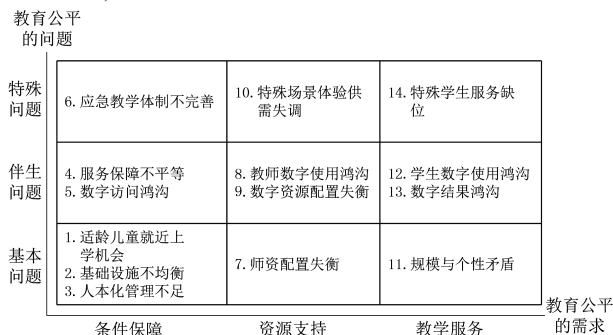 教育公平
的问题
特殊
问题
6. 应急教学体制不完善
10. 特殊场景体验供
需失调
14. 特殊学生服务缺
位
伴生
问题
4. 服务保障不平等
5. 数字访问鸿沟
8. 教师数字使用鸿沟
9. 数字资源配置失衡
12. 学生数字使用鸿沟
13. 数字结果鸿沟
基本
问题
1. 适龄儿童就近上
学机会
2. 基础设施不均衡
3. 人本化管理不足
7. 师资配置失衡
11. 规模与个性矛盾
条件保障
资源支持
教学服务
教育公平
的需求